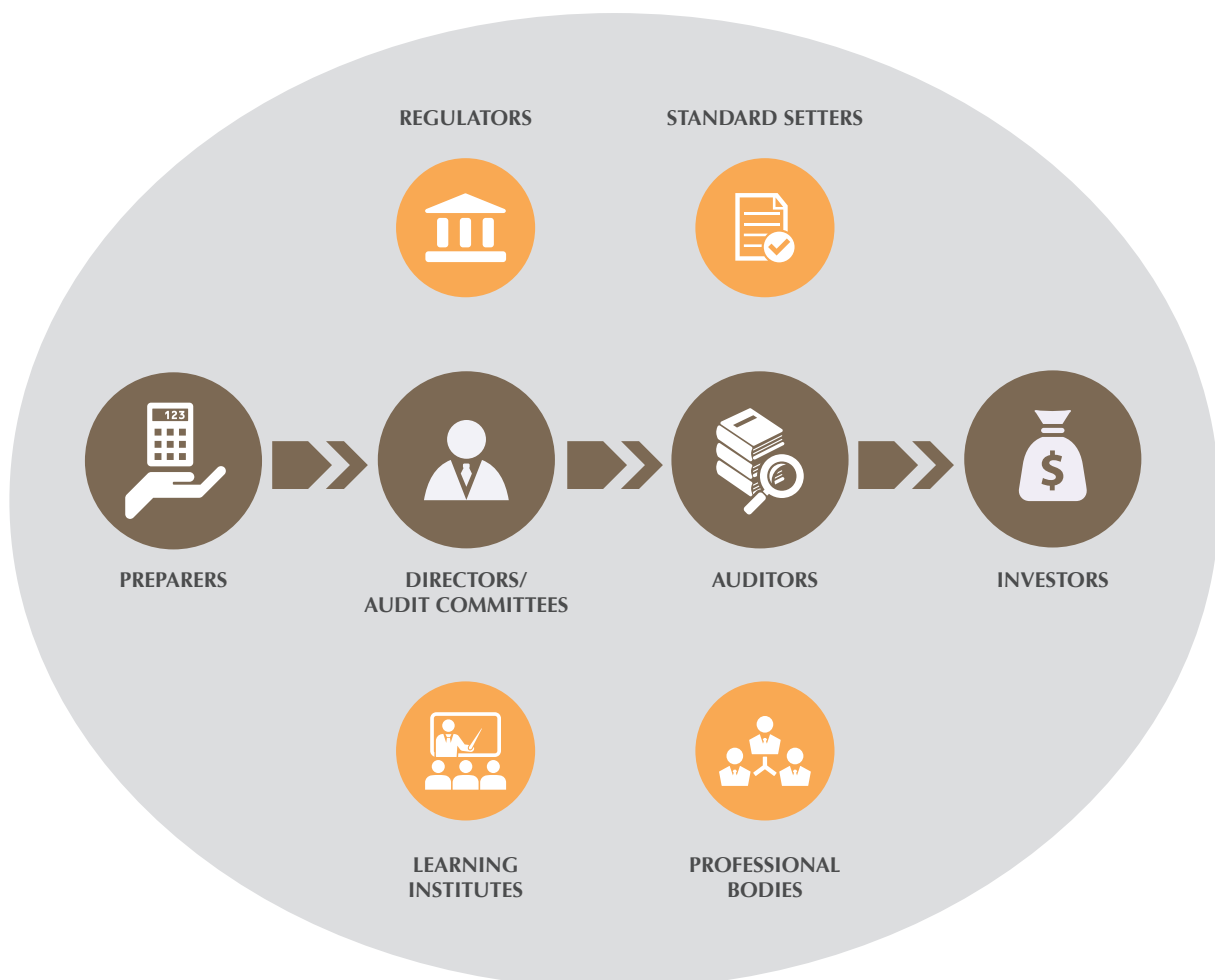 REGULATORS
STANDARD SETTERS
123
$
PREPARERS
DIRECTORS/
AUDIT COMMITTEES
AUDITORS
INVESTORS
LEARNING
INSTITUTES
PROFESSIONAL
BODIES